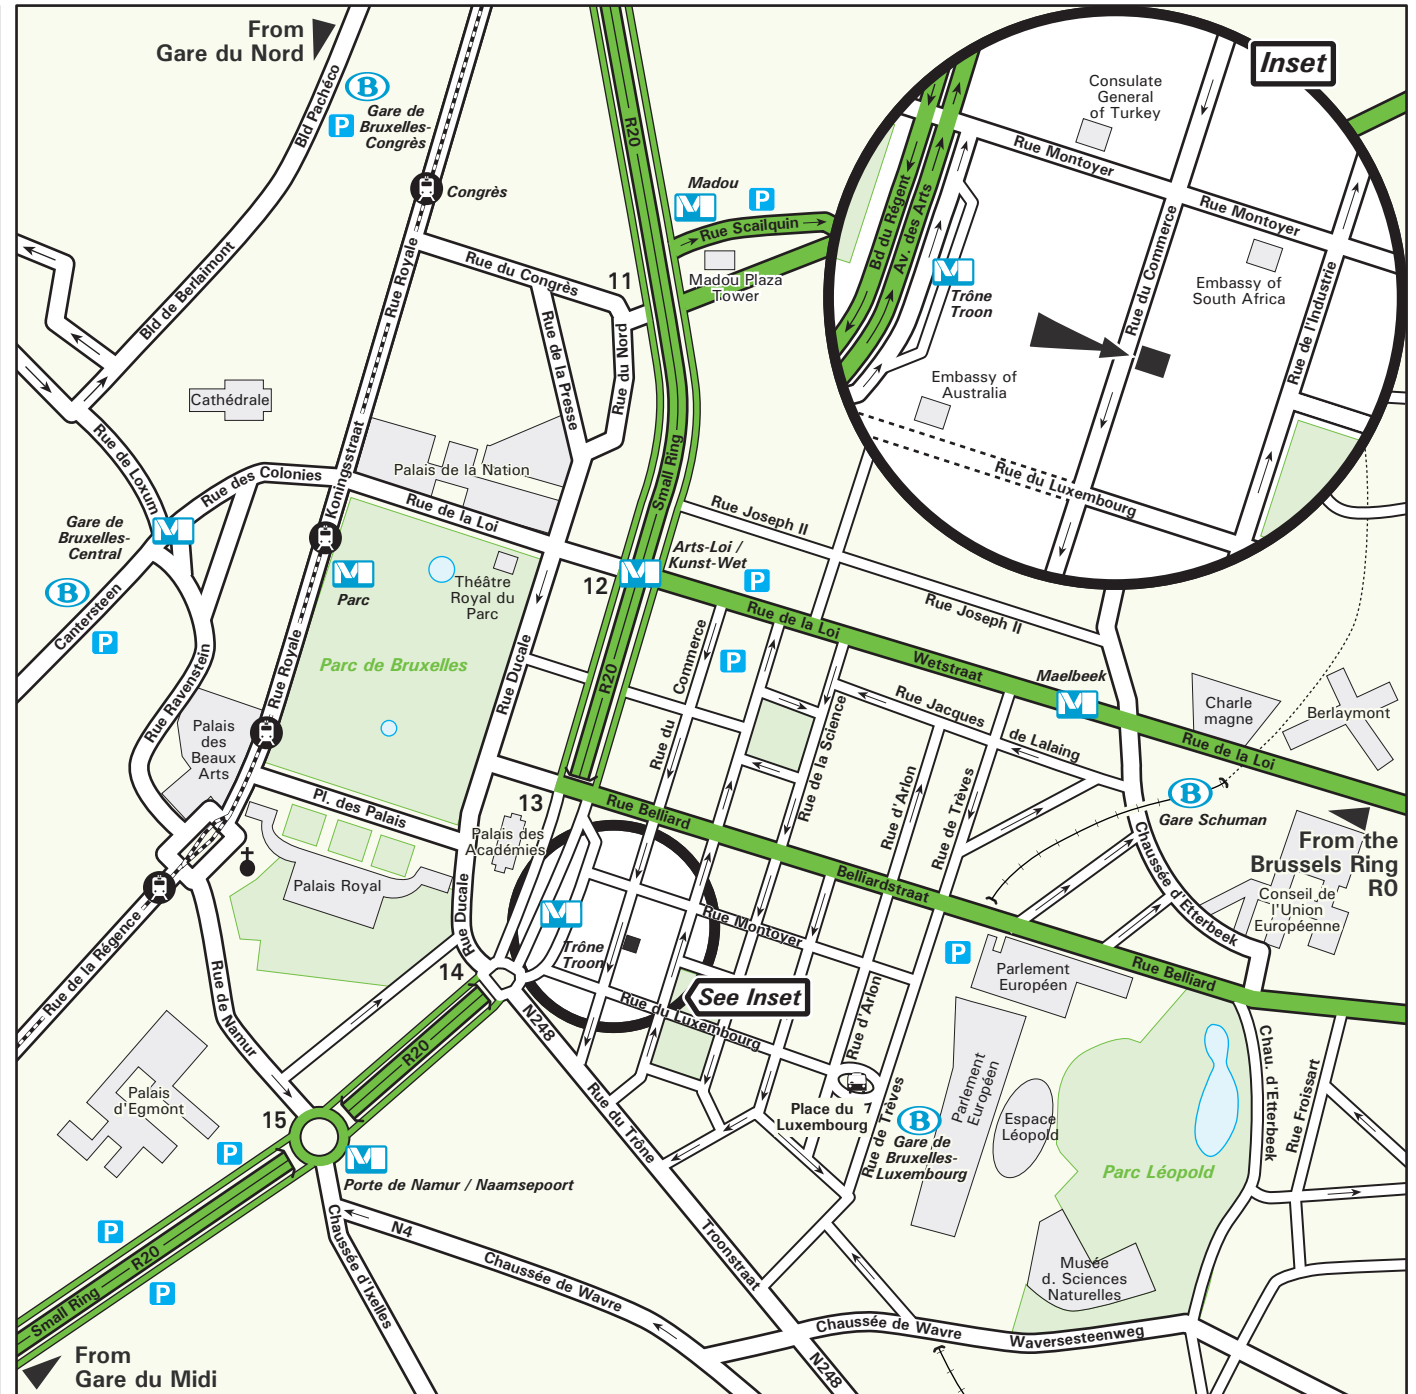 From
Gare du Nord
Bld Pachéco
B
Gare de
Bruxelles-
Congrès
P
Congrès
R20
Madou
M
P
Rue Scailquin
Madou Plaza
Tower
Rue du Congrès
11
Rue Royale
Bld de Berlaimont
Rue de la Presse
Rue du Nord
Cathédrale
Koningsstraat
Palais de la Nation
Small Ring
Rue de Loxum
Rue des Colonies
Rue de la Loi
Gare de
Bruxelles-
Central
M
B
P
Cantersteen
M
Parc
Théâtre
Royal du
Parc
12
M
Arts-Loi /
Kunst-Wet
P
Rue Joseph II
Rue Joseph II
Rue de la Loi
Wetstraat
Maelbeek
M
Rue de la Loi
Charle
magne
Berlaymont
Parc de Bruxelles
Rue Royale
Rue Ducale
R20
Rue Ravenstein
Palais
des
Beaux
Arts
Commerce
Rue du
P
Rue de la Science
Rue Jacques
de Lalaing
Rue d'Arlon
Rue de Trèves
B
Gare Schuman
From the
Brussels Ring
R0
Conseil de
l'Union
Européenne
Chaussée d'Etterbeek
Pl. des Palais
13
Palais des
Académies
Rue Belliard
Belliardstraat
Rue Belliard
Palais Royal
Rue Ducale
M
Trône
Troon
Rue Montoyer
Rue du Luxembourg
See Inset
14
N248
P
Parlement
Européen
Parlement
Européen
Espace
Léopold
Rue d'Arlon
Rue de Trèves
Place du
Luxembourg
B
Gare de
Bruxelles-
Luxembourg
Parc Léopold
Chau. d'Etterbeek
Rue Froissart
Musée
d. Sciences
Naturelles
Rue de la Régence
Rue de Namur
R20
Palais
d'Egmont
15
P
M
Porte de Namur / Naamsepoort
Rue du Trône
Troonstraat
N248
P
P
Small Ring
R20
N4
Chaussée de Wavre
Chaussée de Wavre
Waversesteenweg
Chaussée d'Ixelles
From
Gare du Midi
Inset
Consulate
General
of Turkey
Rue Montoyer
Rue Montoyer
Bd du Régent
Av. des Arts
M
Trône
Troon
Rue du Commerce
Embassy of
South Africa
Rue de l'Industrie
Embassy of
Australia
Rue du Luxembourg